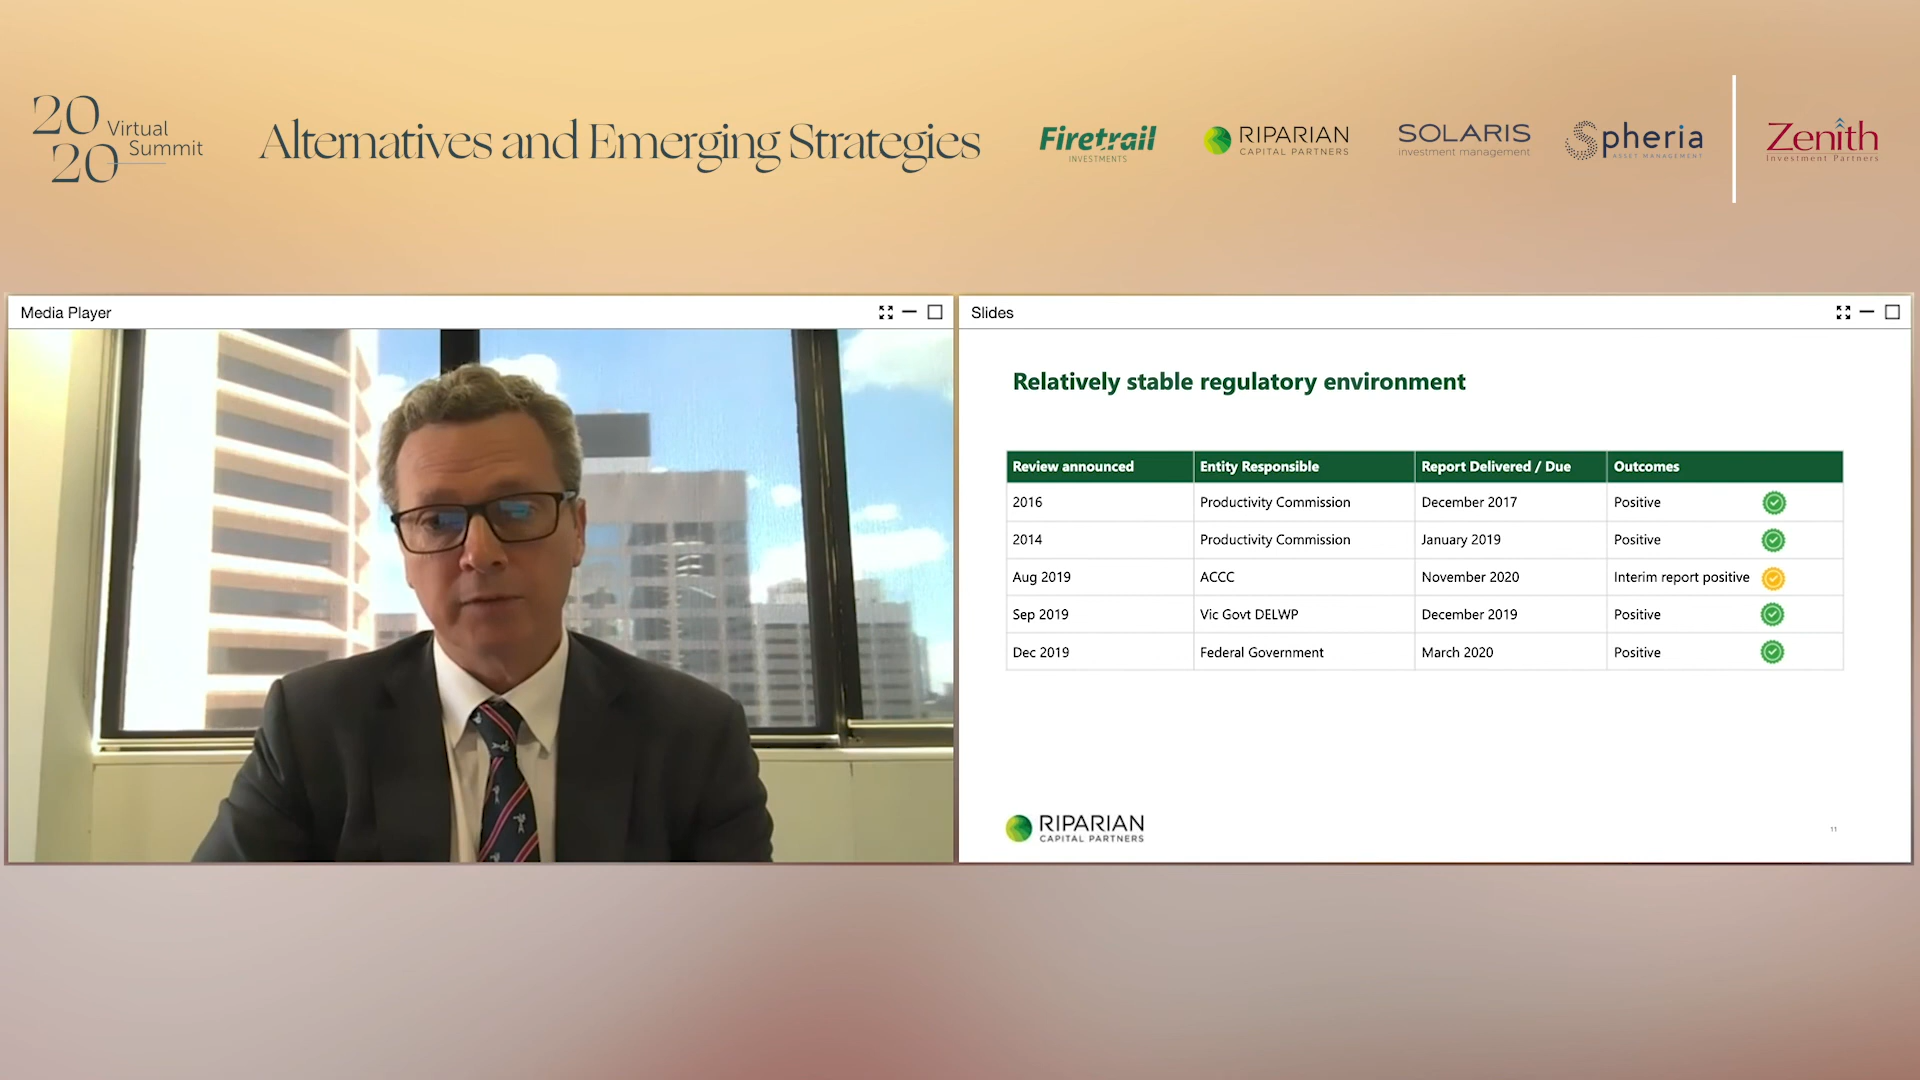 20
20
Virtual
Summit
Alternatives and Emerging Strategies
Firetrail
INVESTMENTS
RIPARIAN
CAPITAL PARTNERS
SOLARIS
investment management
Spheria
ASSET MANAGEMENT
Zenith
Investment Partners
Media Player
Slides
Relatively stable regulatory environment
Review announced Entity Responsible Report Delivered / Due Outcomes
2016 Productivity Commission December 2017 Positive
2014 Productivity Commission January 2019 Positive
Aug 2019 ACCC November 2020 Interim report positive
Sep 2019 Vic Govt DELWP December 2019 Positive
Dec 2019 Federal Government March 2020 Positive
RIPARIAN
CAPITAL PARTNERS
11